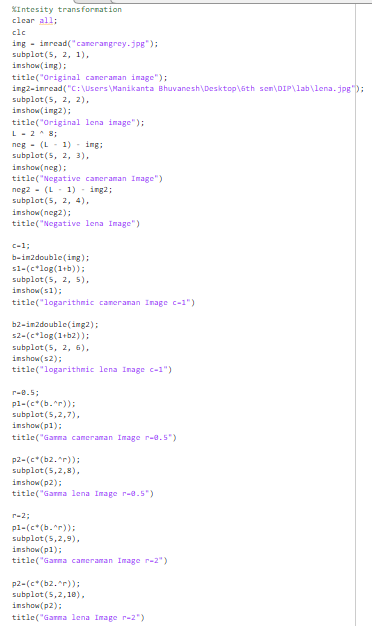 %Intesity transformation
clear all;
clc
img = imread("cameramgrey.jpg");
subplot(5, 2, 1),
imshow(img);
title("Original cameraman image");
img2=imread("C:\Users\Manikanta Bhuvanesh\Desktop\6th sem\DIP\lab\lena.jpg");
subplot(5, 2, 2),
imshow(img2);
title("Original lena image");
L = 2 ^ 8;
neg = (L - 1) - img;
subplot(5, 2, 3),
imshow(neg);
title("Negative cameraman Image")
neg2 = (L - 1) - img2;
subplot(5, 2, 4),
imshow(neg2);
title("Negative lena Image")
c=1;
b=im2double(img);
s1=(c*log(1+b));
subplot(5, 2, 5),
imshow(s1);
title("logarithmic cameraman Image c=1")
b2=im2double(img2);
s2=(c*log(1+b2));
subplot(5, 2, 6),
imshow(s2);
title("logarithmic lena Image c=1")
r=0.5;
p1=(c*(b.^r));
subplot(5,2,7),
imshow(p1);
title("Gamma cameraman Image r=0.5")
p2=(c*(b2.^r));
subplot(5,2,8),
imshow(p2);
title("Gamma lena Image r=0.5")
r=2;
p1=(c*(b.^r));
subplot(5,2,9),
imshow(p1);
title("Gamma cameraman Image r=2")
p2=(c*(b2.^r));
subplot(5,2,10),
imshow(p2);
title("Gamma lena Image r=2")